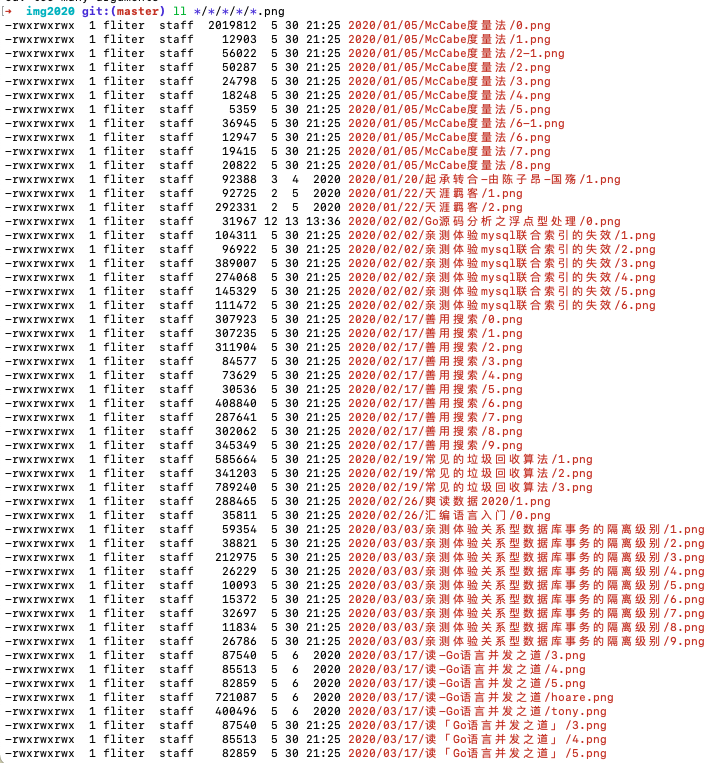 [→  img2020 git:(master) ll */*/*/*/*.png
-rwxrwxrwx  1 fliter  staff  2019812  5 30 21:25 2020/01/05/McCabe度量法/0.png
-rwxrwxrwx  1 fliter  staff    12903  5 30 21:25 2020/01/05/McCabe度量法/1.png
-rwxrwxrwx  1 fliter  staff    56022  5 30 21:25 2020/01/05/McCabe度量法/2-1.png
-rwxrwxrwx  1 fliter  staff    50287  5 30 21:25 2020/01/05/McCabe度量法/2.png
-rwxrwxrwx  1 fliter  staff    24798  5 30 21:25 2020/01/05/McCabe度量法/3.png
-rwxrwxrwx  1 fliter  staff    18248  5 30 21:25 2020/01/05/McCabe度量法/4.png
-rwxrwxrwx  1 fliter  staff     5359  5 30 21:25 2020/01/05/McCabe度量法/5.png
-rwxrwxrwx  1 fliter  staff    36945  5 30 21:25 2020/01/05/McCabe度量法/6-1.png
-rwxrwxrwx  1 fliter  staff    12947  5 30 21:25 2020/01/05/McCabe度量法/6.png
-rwxrwxrwx  1 fliter  staff    19415  5 30 21:25 2020/01/05/McCabe度量法/7.png
-rwxrwxrwx  1 fliter  staff    20822  5 30 21:25 2020/01/05/McCabe度量法/8.png
-rwxrwxrwx  1 fliter  staff    92388  3  4  2020 2020/01/20/起承转合-由陈子昂-国殇/1.png
-rwxrwxrwx  1 fliter  staff    92725  2  5  2020 2020/01/22/天涯羁客/1.png
-rwxrwxrwx  1 fliter  staff   292331  2  5  2020 2020/01/22/天涯羁客/2.png
-rwxrwxrwx  1 fliter  staff    31967 12 13 13:36 2020/02/02/Go源码分析之浮点型处理/0.png
-rwxrwxrwx  1 fliter  staff   104311  5 30 21:25 2020/02/02/亲测体验mysql联合索引的失效/1.png
-rwxrwxrwx  1 fliter  staff    96922  5 30 21:25 2020/02/02/亲测体验mysql联合索引的失效/2.png
-rwxrwxrwx  1 fliter  staff   389007  5 30 21:25 2020/02/02/亲测体验mysql联合索引的失效/3.png
-rwxrwxrwx  1 fliter  staff   274068  5 30 21:25 2020/02/02/亲测体验mysql联合索引的失效/4.png
-rwxrwxrwx  1 fliter  staff   145329  5 30 21:25 2020/02/02/亲测体验mysql联合索引的失效/5.png
-rwxrwxrwx  1 fliter  staff   111472  5 30 21:25 2020/02/02/亲测体验mysql联合索引的失效/6.png
-rwxrwxrwx  1 fliter  staff   307923  5 30 21:25 2020/02/17/善用搜索/0.png
-rwxrwxrwx  1 fliter  staff   307235  5 30 21:25 2020/02/17/善用搜索/1.png
-rwxrwxrwx  1 fliter  staff   311904  5 30 21:25 2020/02/17/善用搜索/2.png
-rwxrwxrwx  1 fliter  staff    84577  5 30 21:25 2020/02/17/善用搜索/3.png
-rwxrwxrwx  1 fliter  staff    73629  5 30 21:25 2020/02/17/善用搜索/4.png
-rwxrwxrwx  1 fliter  staff    30536  5 30 21:25 2020/02/17/善用搜索/5.png
-rwxrwxrwx  1 fliter  staff   408840  5 30 21:25 2020/02/17/善用搜索/6.png
-rwxrwxrwx  1 fliter  staff   287641  5 30 21:25 2020/02/17/善用搜索/7.png
-rwxrwxrwx  1 fliter  staff   302062  5 30 21:25 2020/02/17/善用搜索/8.png
-rwxrwxrwx  1 fliter  staff   345349  5 30 21:25 2020/02/17/善用搜索/9.png
-rwxrwxrwx  1 fliter  staff   585664  5 30 21:25 2020/02/19/常见的垃圾回收算法/1.png
-rwxrwxrwx  1 fliter  staff   341203  5 30 21:25 2020/02/19/常见的垃圾回收算法/2.png
-rwxrwxrwx  1 fliter  staff   789240  5 30 21:25 2020/02/19/常见的垃圾回收算法/3.png
-rwxrwxrwx  1 fliter  staff   288465  5 30 21:25 2020/02/26/爽读数据2020/1.png
-rwxrwxrwx  1 fliter  staff    35811  5 30 21:25 2020/02/26/汇编语言入门/0.png
-rwxrwxrwx  1 fliter  staff    59354  5 30 21:25 2020/03/03/亲测体验关系型数据库事务的隔离级别/1.png
-rwxrwxrwx  1 fliter  staff    38821  5 30 21:25 2020/03/03/亲测体验关系型数据库事务的隔离级别/2.png
-rwxrwxrwx  1 fliter  staff   212975  5 30 21:25 2020/03/03/亲测体验关系型数据库事务的隔离级别/3.png
-rwxrwxrwx  1 fliter  staff    26229  5 30 21:25 2020/03/03/亲测体验关系型数据库事务的隔离级别/4.png
-rwxrwxrwx  1 fliter  staff    10093  5 30 21:25 2020/03/03/亲测体验关系型数据库事务的隔离级别/5.png
-rwxrwxrwx  1 fliter  staff    15372  5 30 21:25 2020/03/03/亲测体验关系型数据库事务的隔离级别/6.png
-rwxrwxrwx  1 fliter  staff    32697  5 30 21:25 2020/03/03/亲测体验关系型数据库事务的隔离级别/7.png
-rwxrwxrwx  1 fliter  staff    11834  5 30 21:25 2020/03/03/亲测体验关系型数据库事务的隔离级别/8.png
-rwxrwxrwx  1 fliter  staff    26786  5 30 21:25 2020/03/03/亲测体验关系型数据库事务的隔离级别/9.png
-rwxrwxrwx  1 fliter  staff    87540  5  6  2020 2020/03/17/读-Go语言并发之道/3.png
-rwxrwxrwx  1 fliter  staff    85513  5  6  2020 2020/03/17/读-Go语言并发之道/4.png
-rwxrwxrwx  1 fliter  staff    82859  5  6  2020 2020/03/17/读-Go语言并发之道/5.png
-rwxrwxrwx  1 fliter  staff   721087  5  6  2020 2020/03/17/读-Go语言并发之道/hoare.png
-rwxrwxrwx  1 fliter  staff   400496  5  6  2020 2020/03/17/读-Go语言并发之道/tony.png
-rwxrwxrwx  1 fliter  staff    87540  5 30 21:25 2020/03/17/读「Go语言并发之道」/3.png
-rwxrwxrwx  1 fliter  staff    85513  5 30 21:25 2020/03/17/读「Go语言并发之道」/4.png
-rwxrwxrwx  1 fliter  staff    82859  5 30 21:25 2020/03/17/读「Go语言并发之道」/5.png